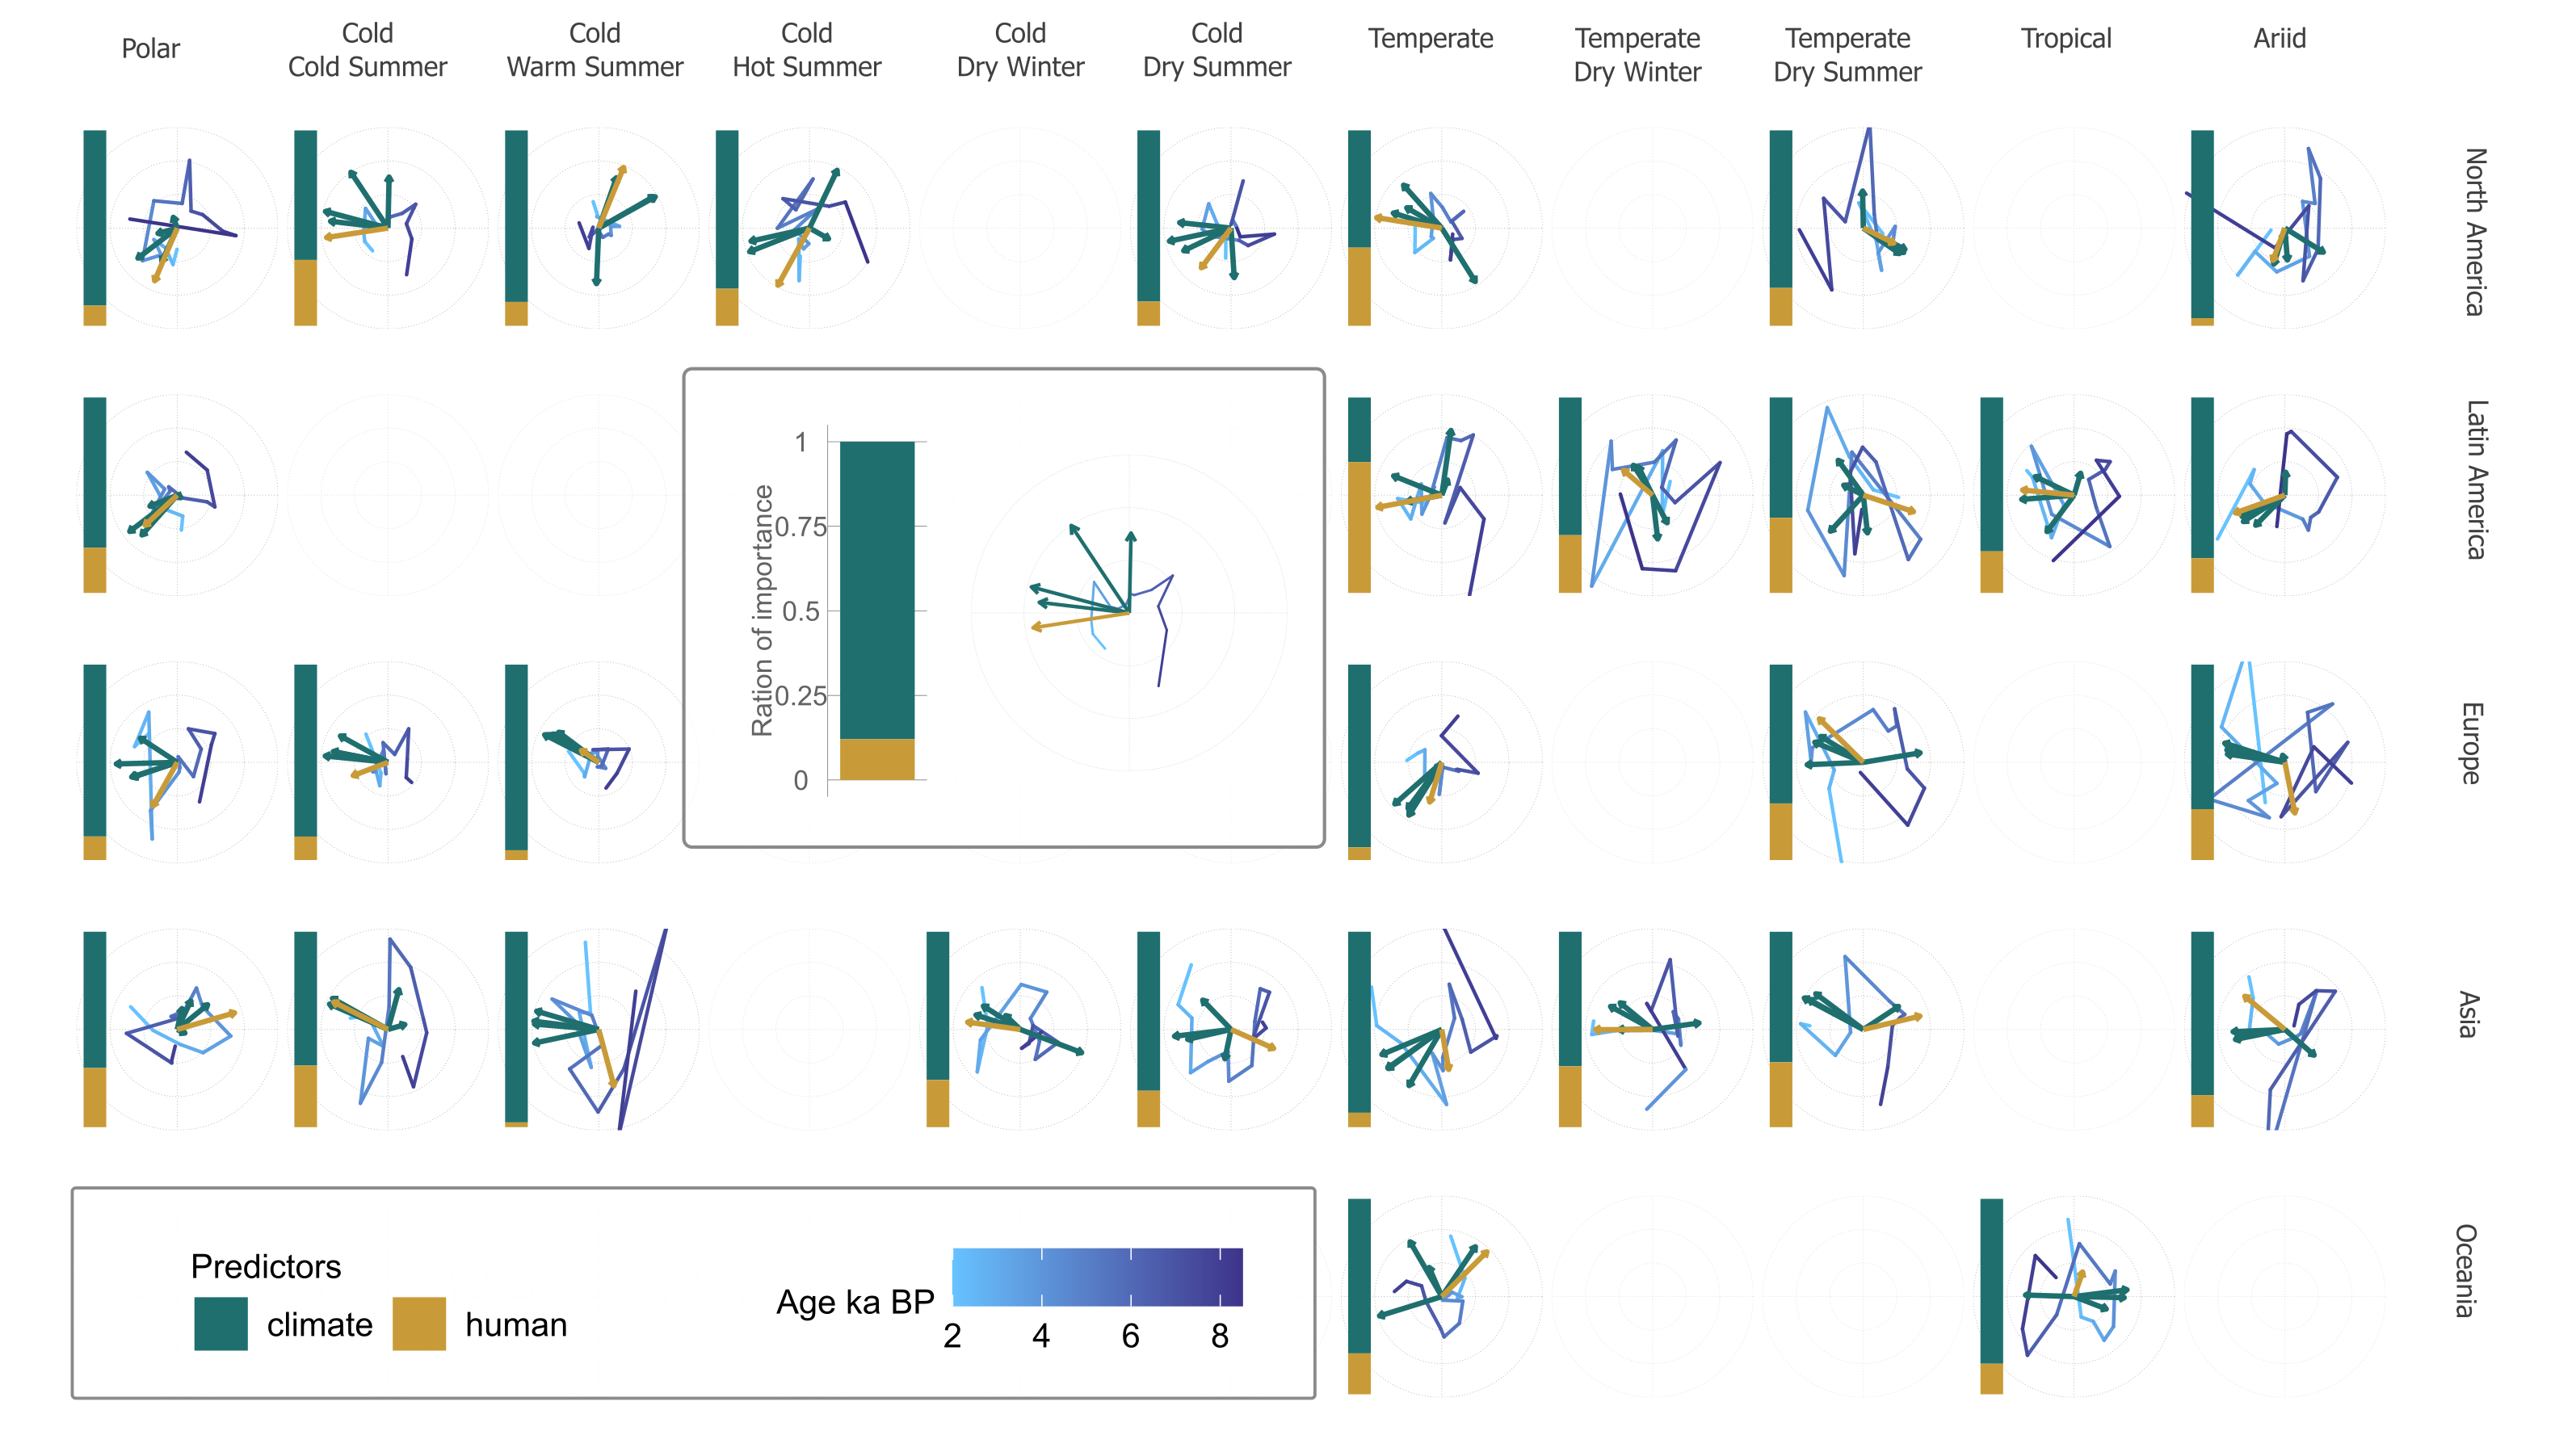 Polar
Cold
Cold Summer
Cold
Warm Summer
Cold
Hot Summer
Cold
Dry Winter
Cold
Dry Summer
Temperate
Temperate
Dry Winter
Temperate
Dry Summer
Tropical
Ariid
North America
Latin America
Europe
Asia
Oceania
Ration of importance
1
0.75
0.5
0.25
0
Predictors
climate
human
Age ka BP
2
4
6
8